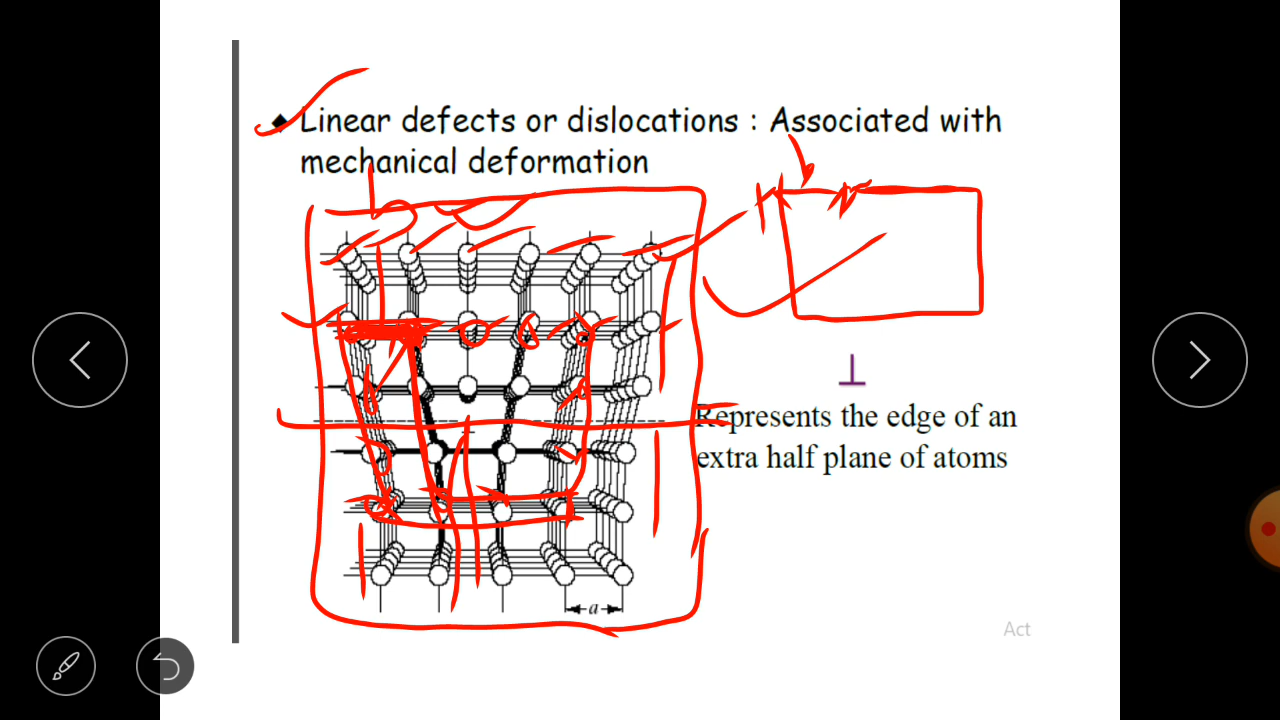 ◆ Linear defects or dislocations : Associated with
mechanical deformation
⊥
Represents the edge of an
extra half plane of atoms
a
Act